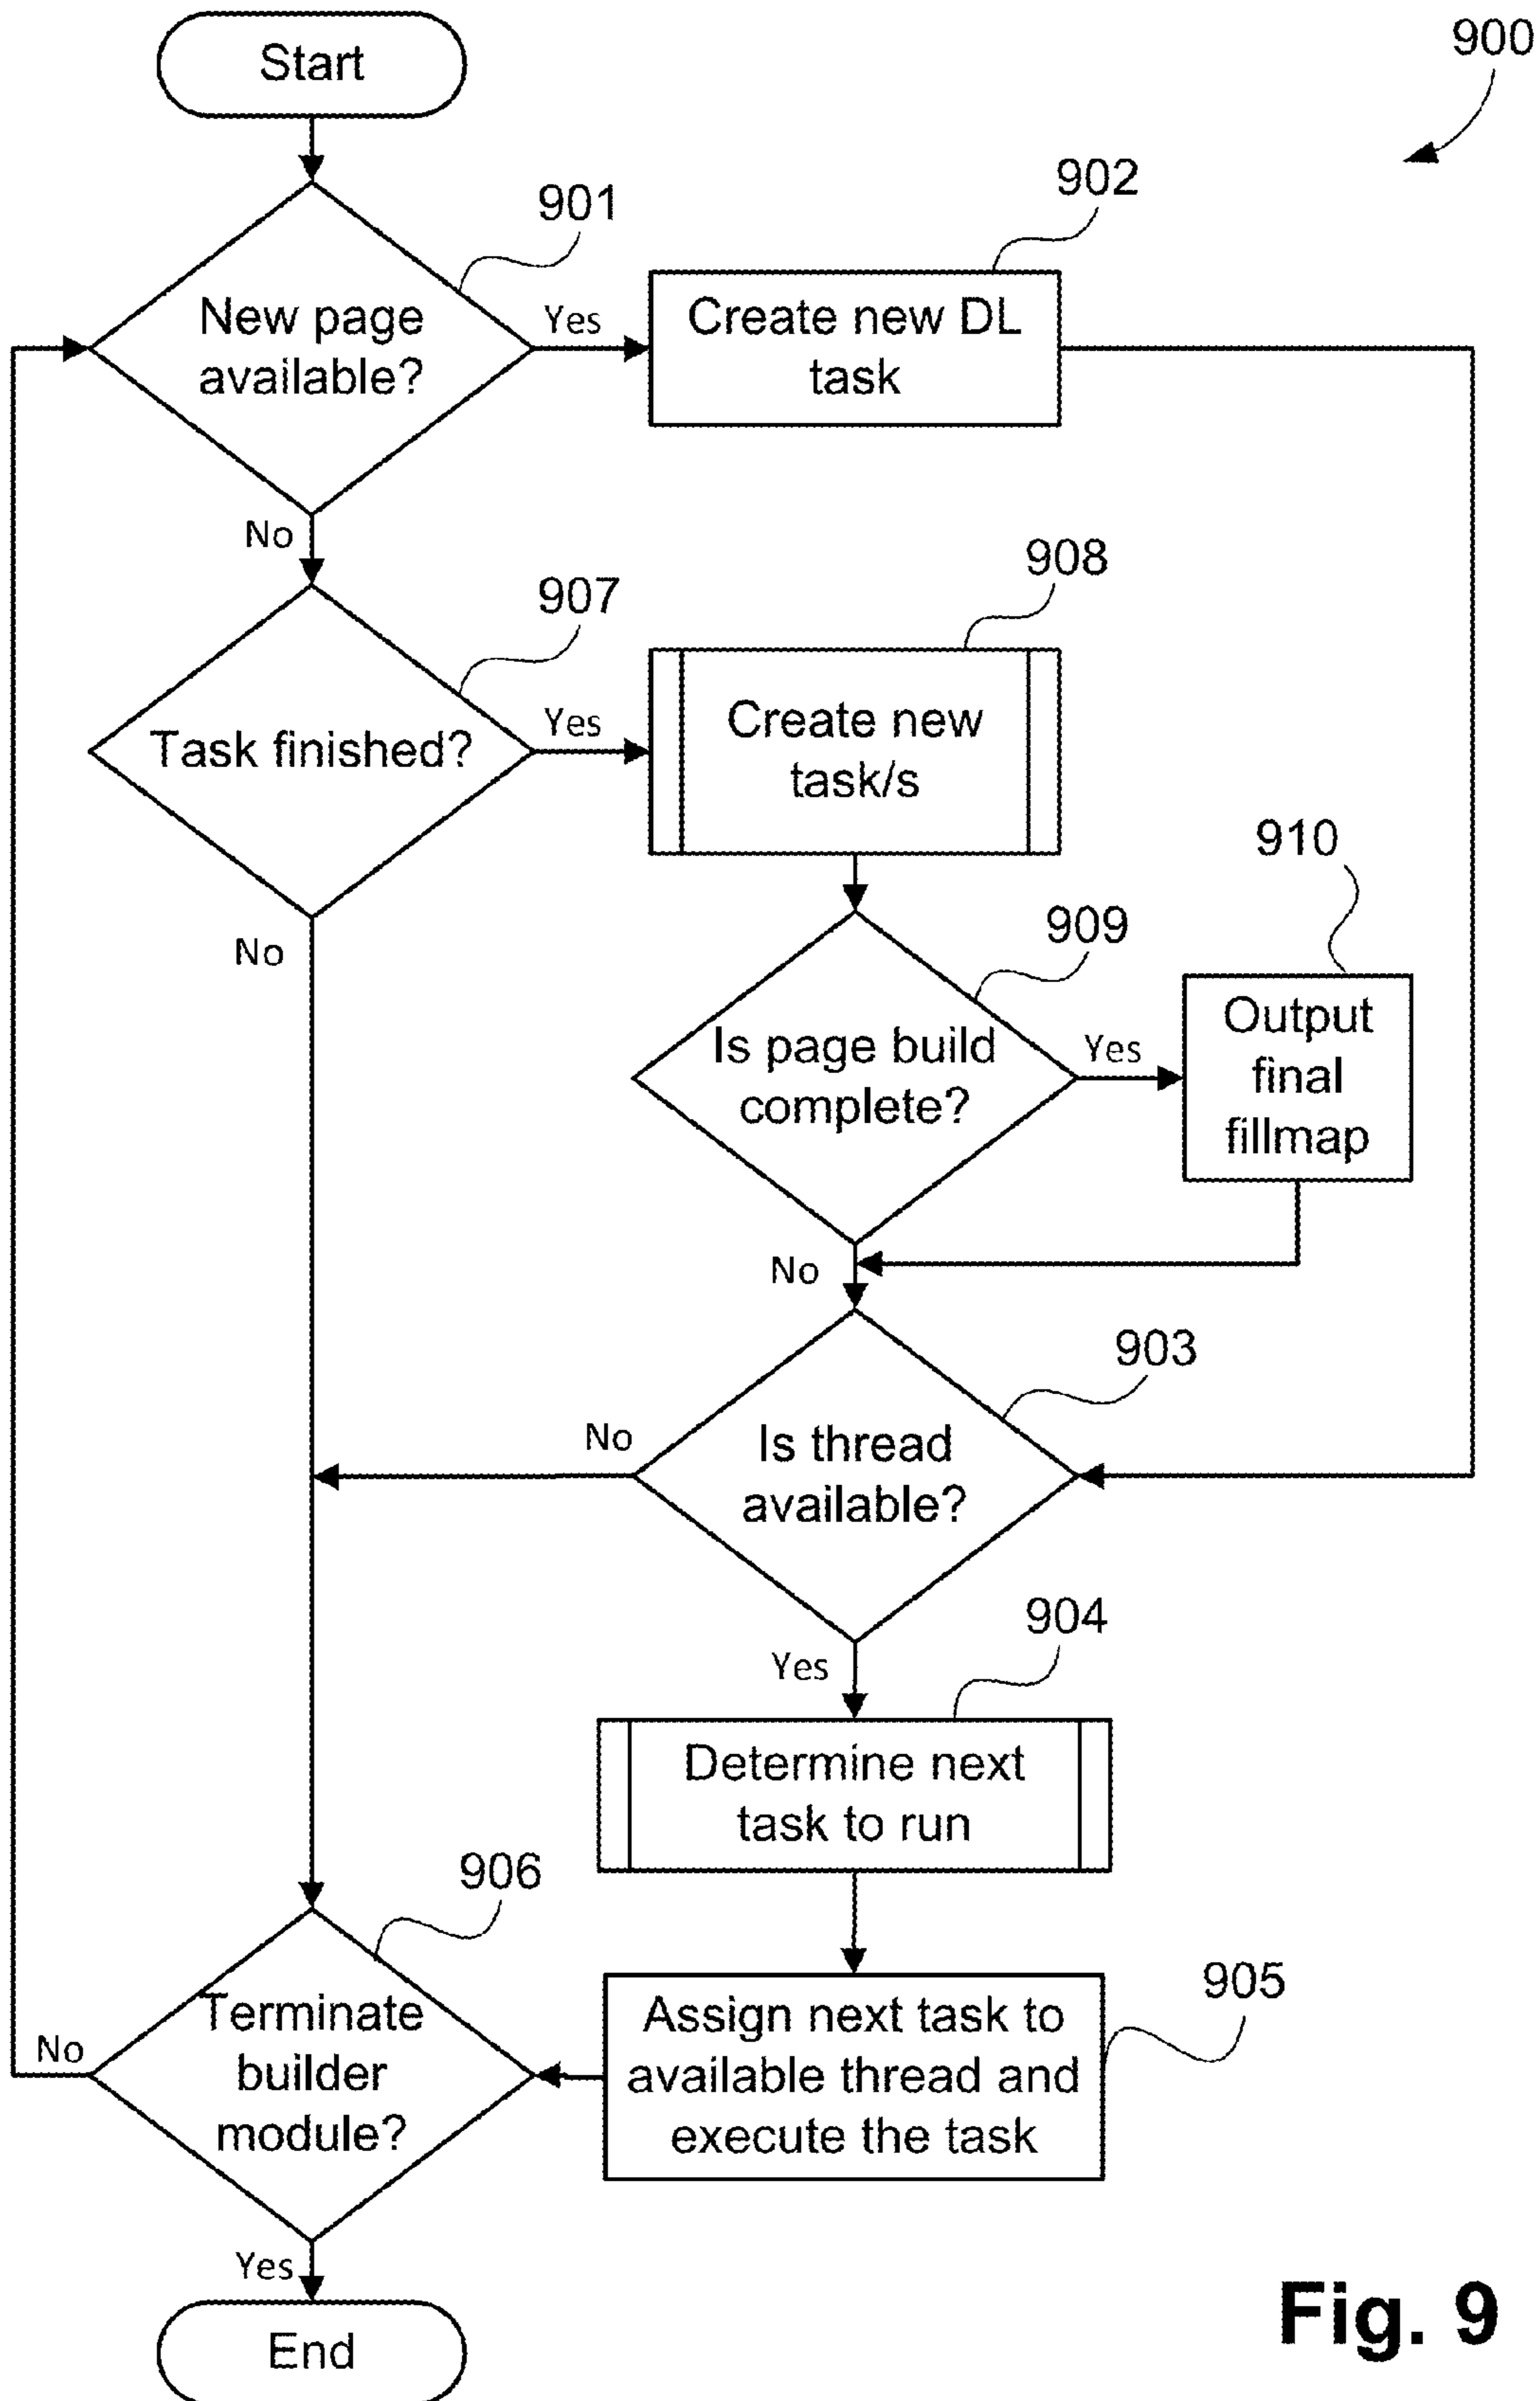 Start
900
902
901
New page
available?
Yes
Create new DL
task
No
908
907
Task finished?
Yes
Create new
task/s
910
909
No
Is page build
complete?
Yes
Output
final
fillmap
No
903
No
Is thread
available?
904
Yes
Determine next
task to run
906
905
Terminate
builder
module?
No
Assign next task to
available thread and
execute the task
Yes
End
Fig. 9